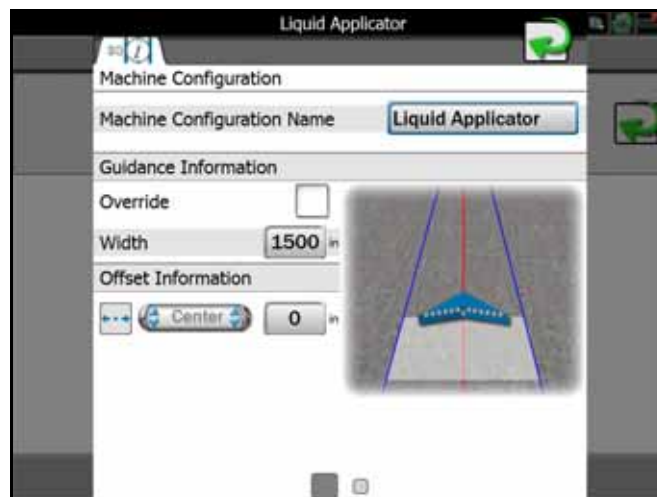 Liquid Applicator
Machine Configuration
Machine Configuration Name Liquid Applicator
Guidance Information
Override
Width 1500 in
Offset Information
Center 0 in